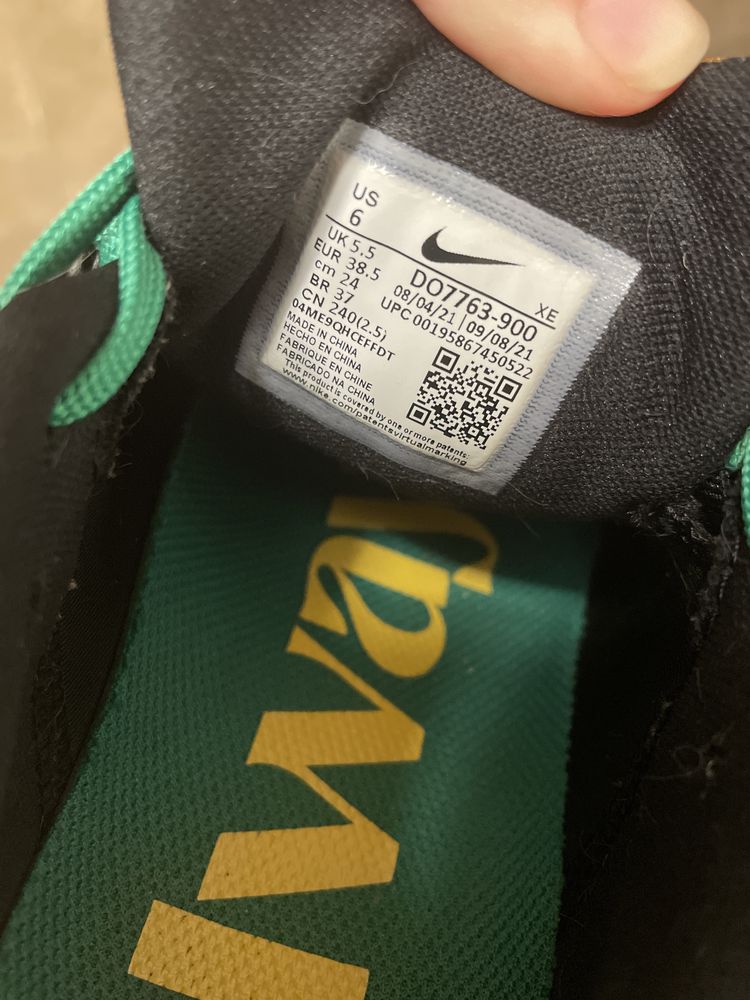 US
6
UK 5.5
EUR 38.5
cm 24
BR 37
CN 240(2.5)
04ME9QHCEFFDT
MADE IN CHINA
HECHO EN CHINA
FABRIQUE EN CHINE
FABRICADO NA CHINA
This product is covered by one or more patents:
www.nike.com/patentsvirtualmarking
DO7763-900 XE
08/04/21 | 09/08/21
UPC 00195867450522